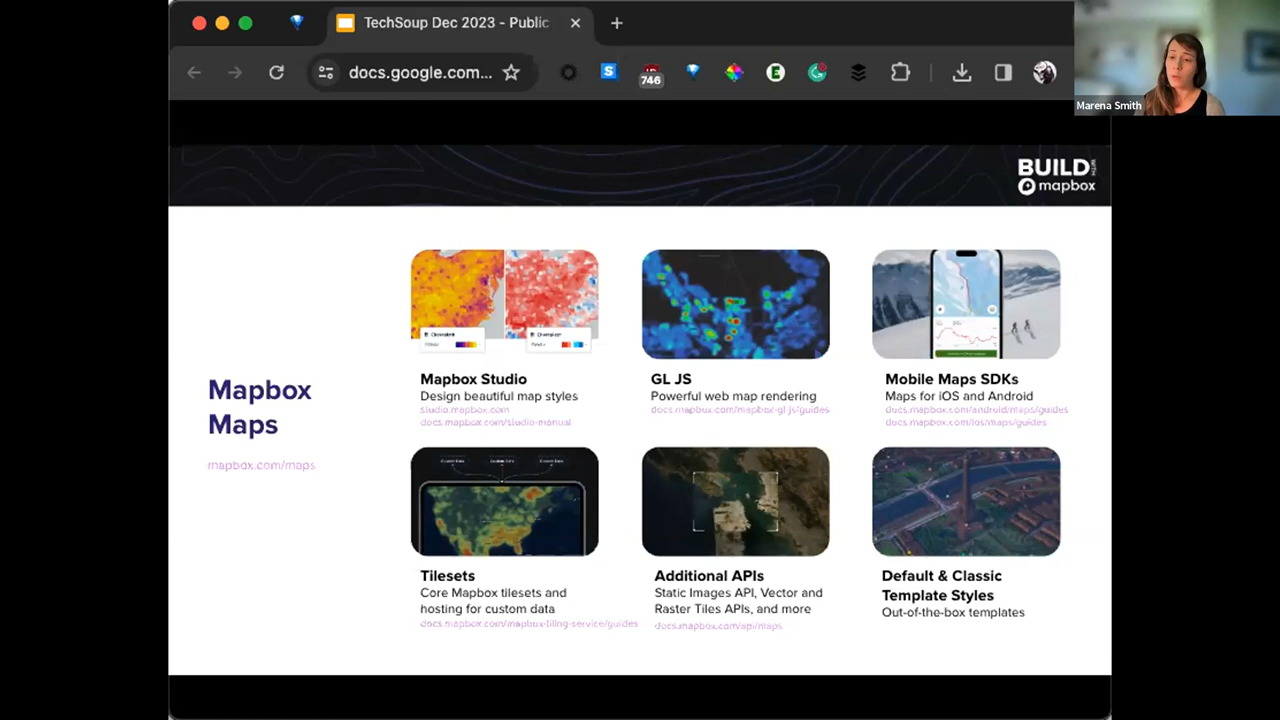 TechSoup Dec 2023 - Public
docs.google.com...
746
Marena Smith
BUILD WITH
mapbox
Mapbox
Maps
mapbox.com/maps
Mapbox Studio
Design beautiful map styles
studio.mapbox.com
docs.mapbox.com/studio-manual
GL JS
Powerful web map rendering
docs.mapbox.com/mapbox-gl-js/guides
Mobile Maps SDKs
Maps for iOS and Android
docs.mapbox.com/android/maps/guides
docs.mapbox.com/ios/maps/guides
Tilesets
Core Mapbox tilesets and
hosting for custom data
docs.mapbox.com/mapbox-tiling-service/guides
Additional APIs
Static Images API, Vector and
Raster Tiles APIs, and more
docs.mapbox.com/api/maps
Default & Classic
Template Styles
Out-of-the-box templates